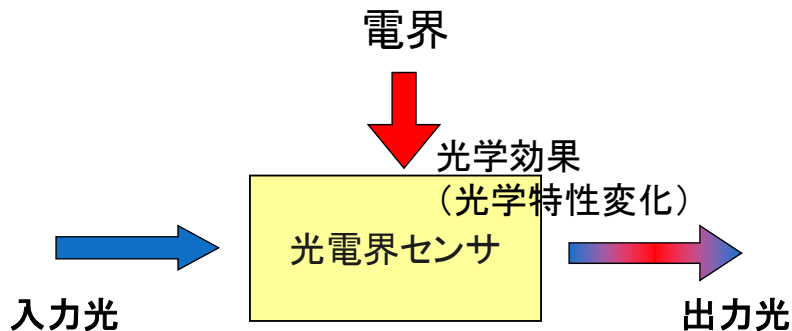 電界
光学効果
（光学特性変化）
光電界センサ
入力光
出力光